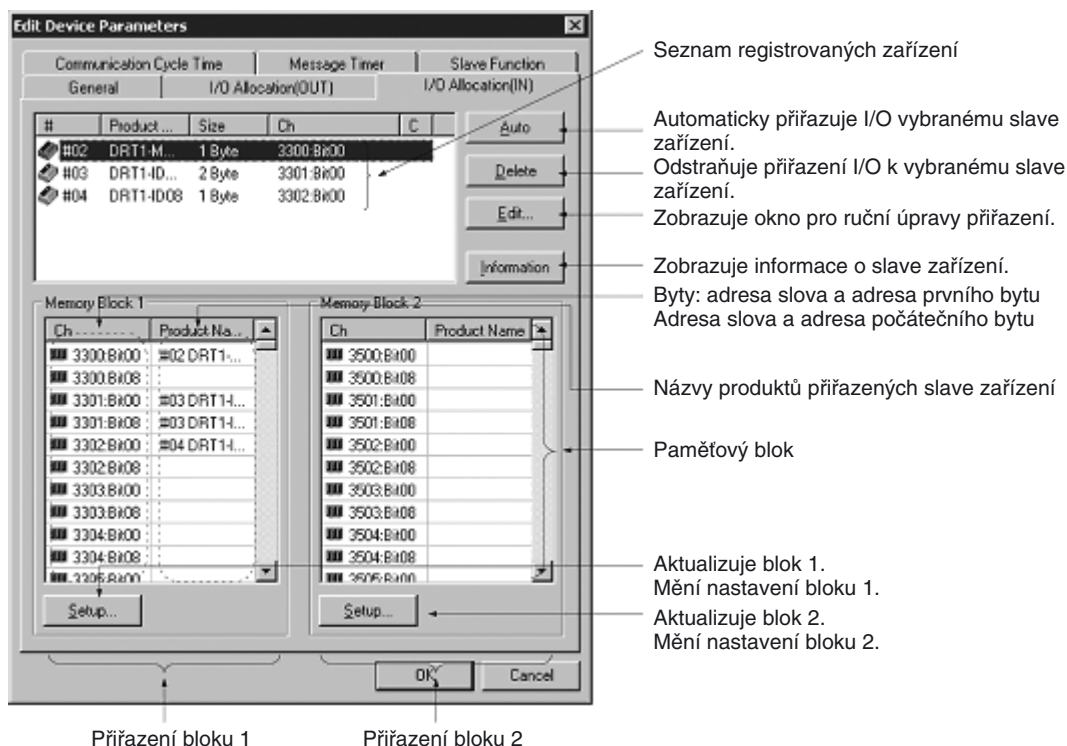 Edit Device Parameters
Communication Cycle Time
Message Timer
Slave Function
General
I/O Allocation(OUT)
I/O Allocation(IN)
# Product ... Size Ch C
#02 DRT1-M... 1 Byte 3300:Bit00
#03 DRT1-ID... 2 Byte 3301:Bit00
#04 DRT1-ID08 1 Byte 3302:Bit00
Auto
Delete
Edit...
Information
Seznam registrovaných zařízení
Automaticky přiřazuje I/O vybranému slave
zařízení.
Odstraňuje přiřazení I/O k vybranému slave
zařízení.
Zobrazuje okno pro ruční úpravy přiřazení.
Zobrazuje informace o slave zařízení.
Byty: adresa slova a adresa prvního bytu
Adresa slova a adresa počátečního bytu
Názvy produktů přiřazených slave zařízení
Paměťový blok
Aktualizuje blok 1.
Mění nastavení bloku 1.
Aktualizuje blok 2.
Mění nastavení bloku 2.
Memory Block 1
Ch Product Na...
3300:Bit00 #02 DRT1-...
3300:Bit08
3301:Bit00 #03 DRT1-I...
3301:Bit08 #03 DRT1-I...
3302:Bit00 #04 DRT1-I...
3302:Bit08
3303:Bit00
3303:Bit08
3304:Bit00
3304:Bit08
3305:Bit00
Setup...
Memory Block 2
Ch Product Name
3500:Bit00
3500:Bit08
3501:Bit00
3501:Bit08
3502:Bit00
3502:Bit08
3503:Bit00
3503:Bit08
3504:Bit00
3504:Bit08
3505:Bit00
Setup...
OK
Cancel
Přiřazení bloku 1
Přiřazení bloku 2